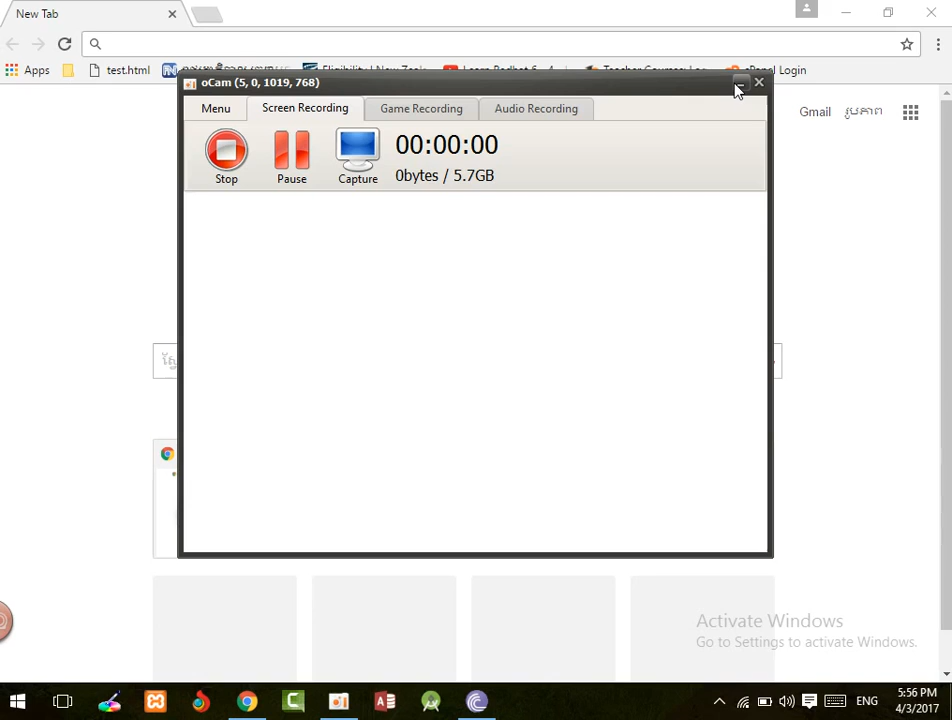 New Tab
Apps
test.html
cPanel Login
oCam (5, 0, 1019, 768)
Menu
Screen Recording
Game Recording
Audio Recording
Gmail
រូបភាព
Stop
Pause
Capture
00:00:00
0bytes / 5.7GB
Activate Windows
Go to Settings to activate Windows.
ENG
5:56 PM
4/3/2017